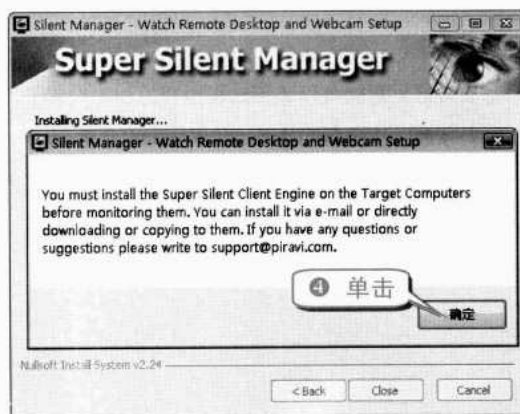 Silent Manager - Watch Remote Desktop and Webcam Setup
Super Silent Manager
Installing Silent Manager...
Silent Manager - Watch Remote Desktop and Webcam Setup
You must install the Super Silent Client Engine on the Target Computers
before monitoring them. You can install it via e-mail or directly
downloading or copying to them. If you have any questions or
suggestions please write to support@piravi.com.
❹ 单击
确定
Nullsoft Install System v2.24
< Back Close Cancel